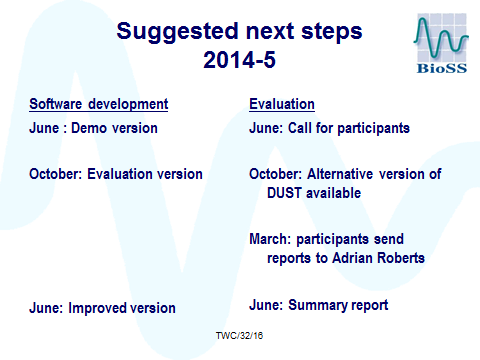 Suggested next steps
2014-5
BioSS
Software development
June : Demo version
October: Evaluation version
June: Improved version
Evaluation
June: Call for participants
October: Alternative version of
DUST available
March: participants send
reports to Adrian Roberts
June: Summary report
TWC/32/16